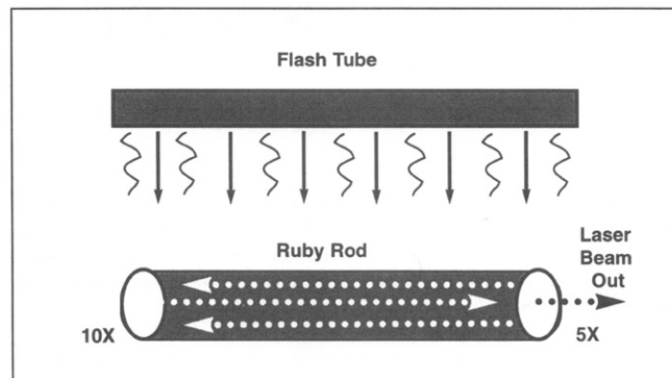 Flash Tube
Ruby Rod
Laser
Beam
Out
10X
5X